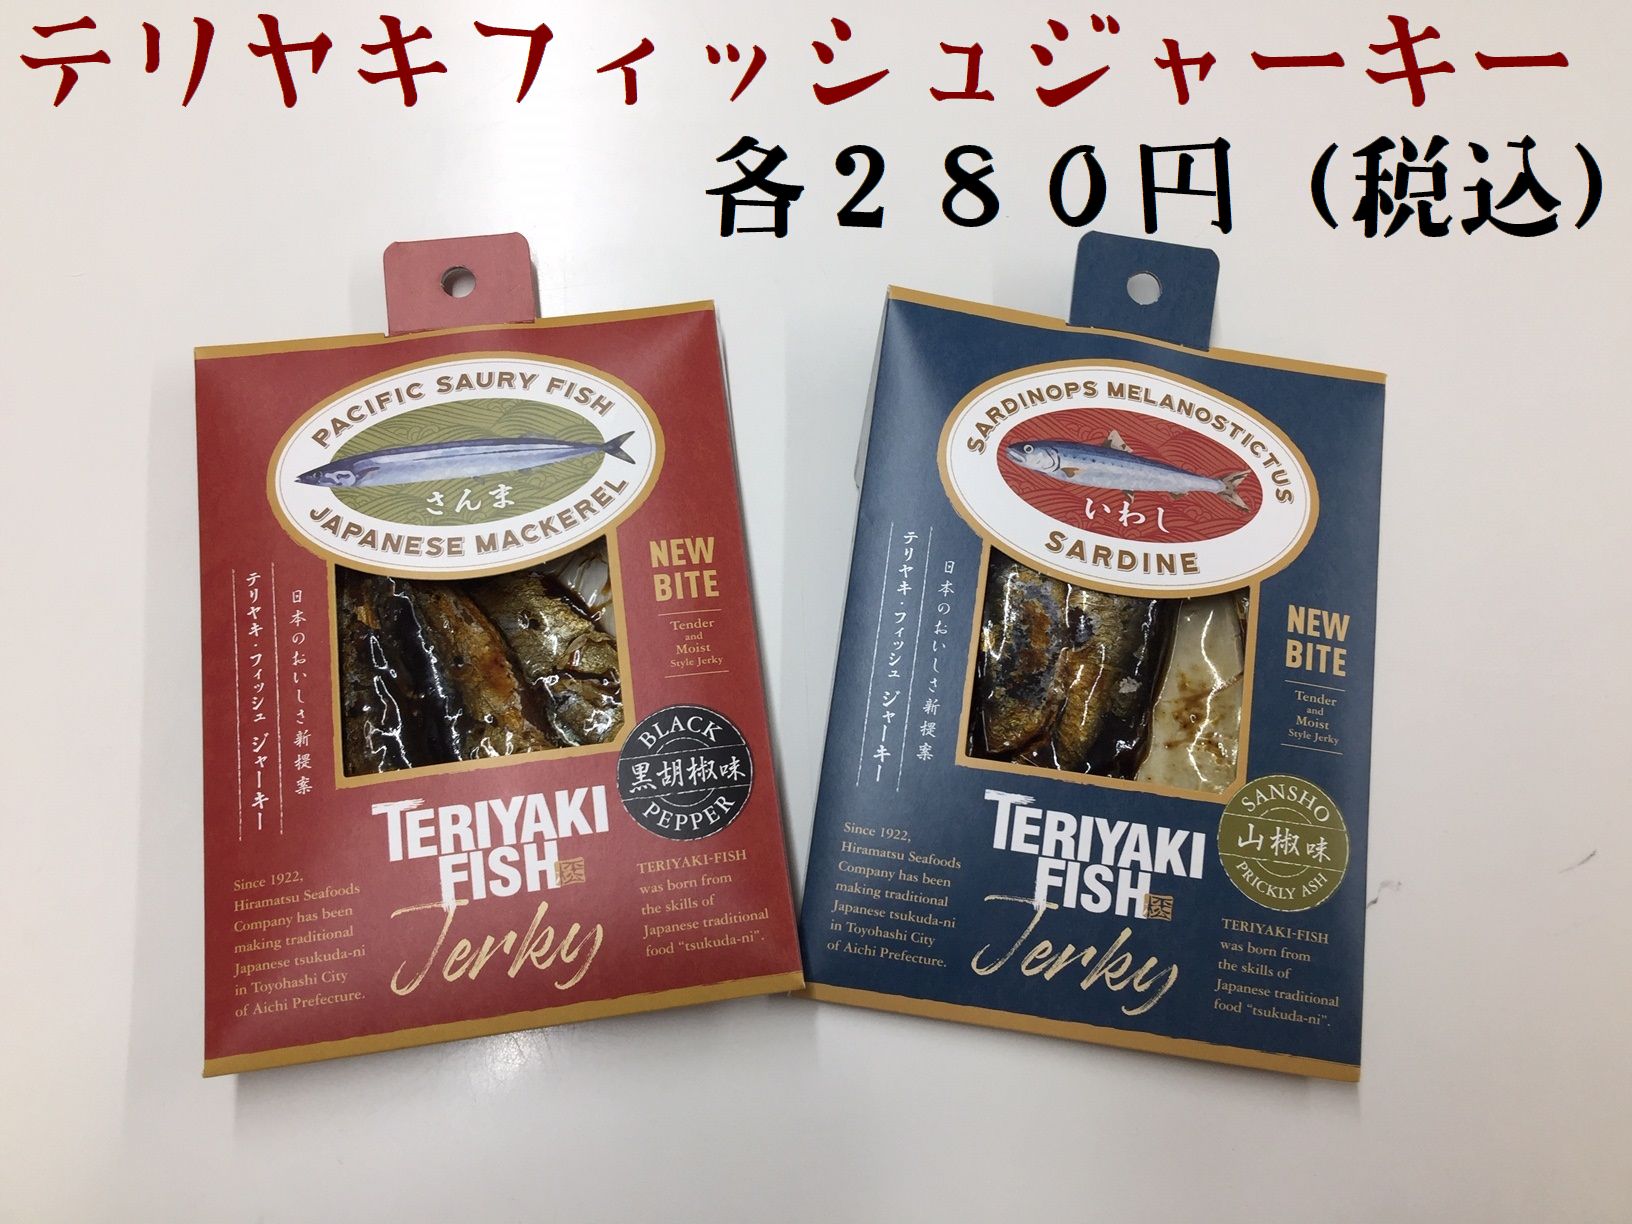 テリヤキフィッシュジャーキー
各２８０円（税込）
PACIFIC SAURY FISH
さんま
JAPANESE MACKEREL
NEW
BITE
Tender
and
Moist
Style Jerky
日本のおいしさ新提案
テリヤキ・フィッシュ ジャーキー
BLACK
黒胡椒味
PEPPER
TERIYAKI
FISH
Jerky
Since 1922,
Hiramatsu Seafoods
Company has been
making traditional
Japanese tsukuda-ni
in Toyohashi City
of Aichi Prefecture.
TERIYAKI-FISH
was born from
the skills of
Japanese traditional
food “tsukuda-ni”.
SARDINOPS MELANOSTICTUS
いわし
SARDINE
NEW
BITE
Tender
and
Moist
Style Jerky
日本のおいしさ新提案
テリヤキ・フィッシュ ジャーキー
SANSHO
山椒味
PRICKLY ASH
TERIYAKI
FISH
Jerky
Since 1922,
Hiramatsu Seafoods
Company has been
making traditional
Japanese tsukuda-ni
in Toyohashi City
of Aichi Prefecture.
TERIYAKI-FISH
was born from
the skills of
Japanese traditional
food “tsukuda-ni”.